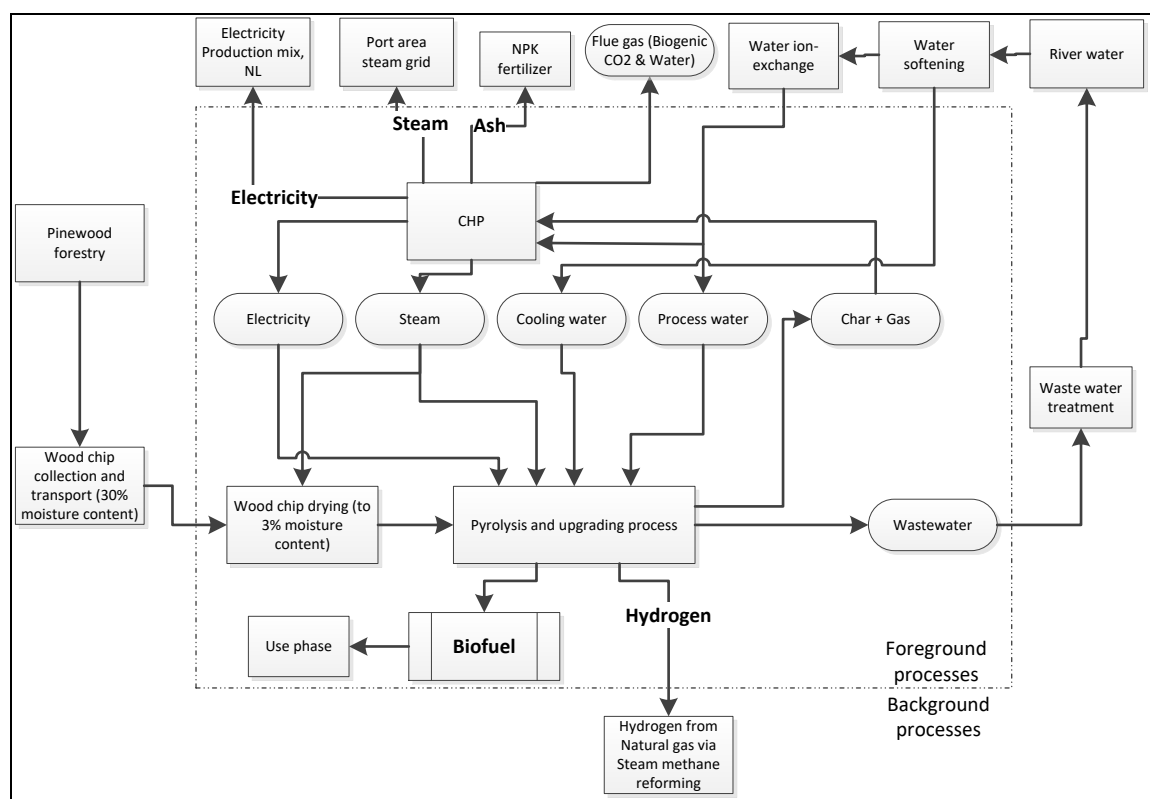 Electricity
Production mix,
NL
Port area
steam grid
NPK
fertilizer
Flue gas (Biogenic
CO2 & Water)
Water ion-
exchange
Water
softening
River water
Steam
Ash
Electricity
CHP
Pinewood
forestry
Electricity
Steam
Cooling water
Process water
Char + Gas
Waste water
treatment
Wood chip
collection and
transport (30%
moisture content)
Wood chip drying (to
3% moisture
content)
Pyrolysis and upgrading process
Wastewater
Hydrogen
Use phase
Biofuel
Foreground
processes
Background
processes
Hydrogen from
Natural gas via
Steam methane
reforming